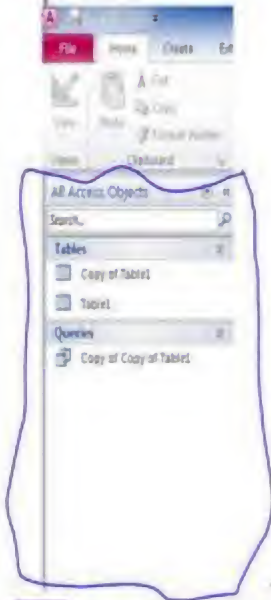 A
File Home Create Ext
View Paste Cut
Copy
Format Painter
Views Clipboard
All Access Objects
Search...
Tables
Copy of Table1
Table1
Queries
Copy of Copy of Table1